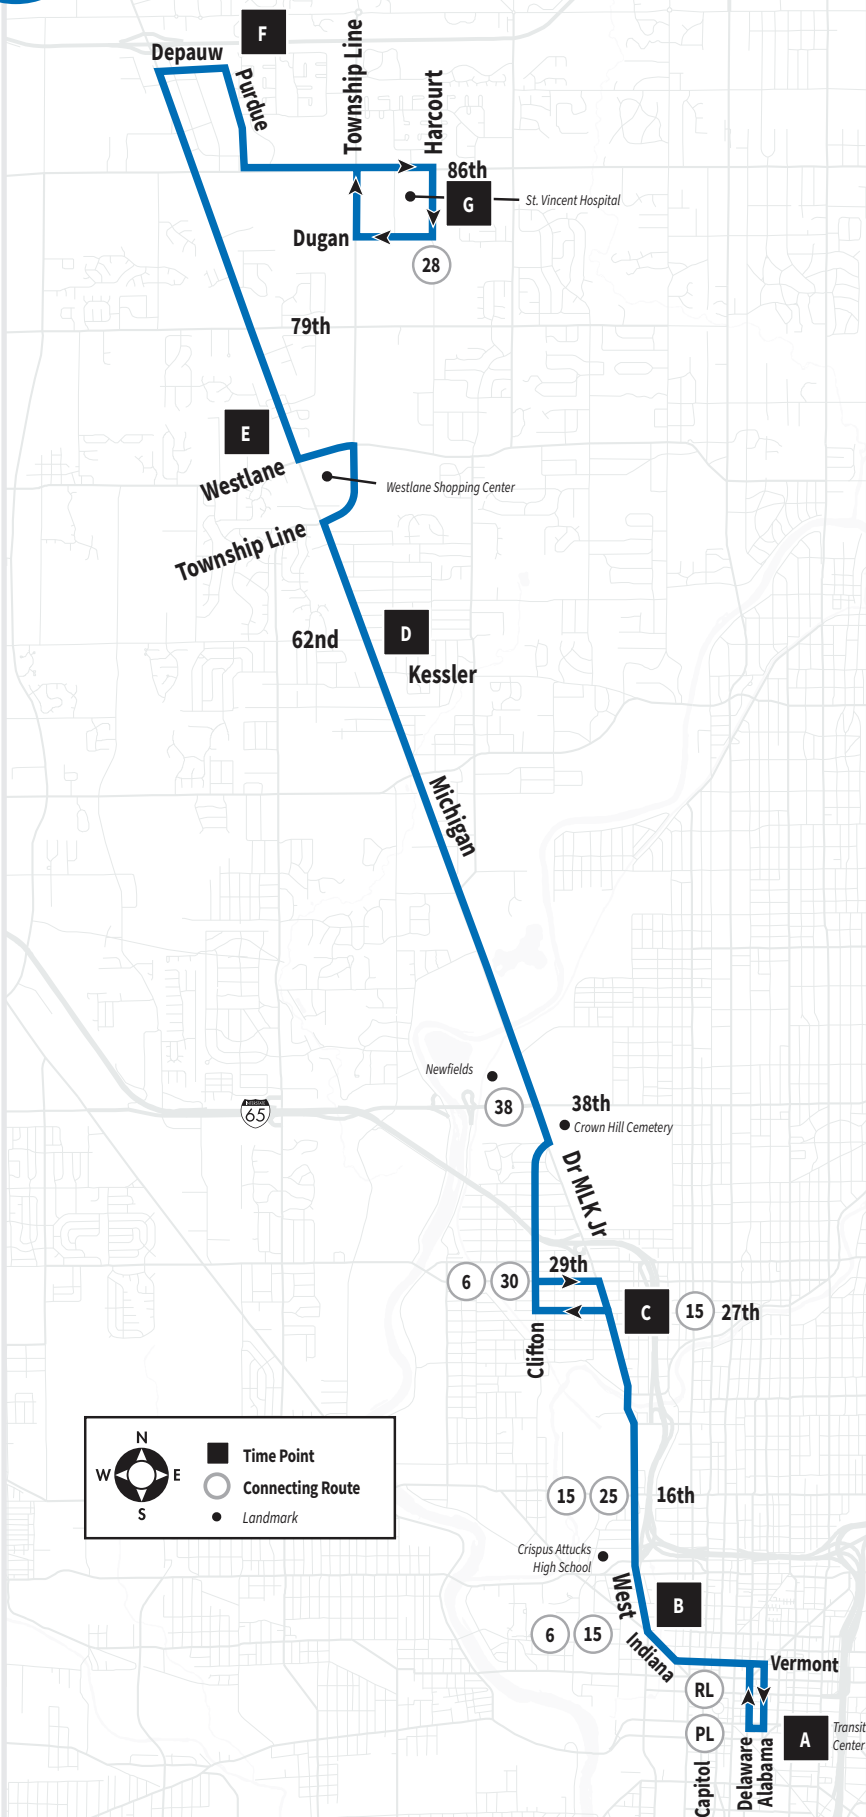 F
Depauw
Purdue
Township Line
Harcourt
86th
G
St. Vincent Hospital
Dugan
28
79th
E
Westlane
Westlane Shopping Center
Township Line
62nd
D
Kessler
Michigan
Newfields
38
38th
Crown Hill Cemetery
INTERSTATE
65
Dr MLK Jr
29th
6
30
C
15
27th
Clifton
N
W
E
S
Time Point
Connecting Route
Landmark
15
25
16th
Crispus Attucks
High School
West
B
6
15
Indiana
Vermont
RL
PL
Capitol
Delaware
Alabama
A
Transit
Center